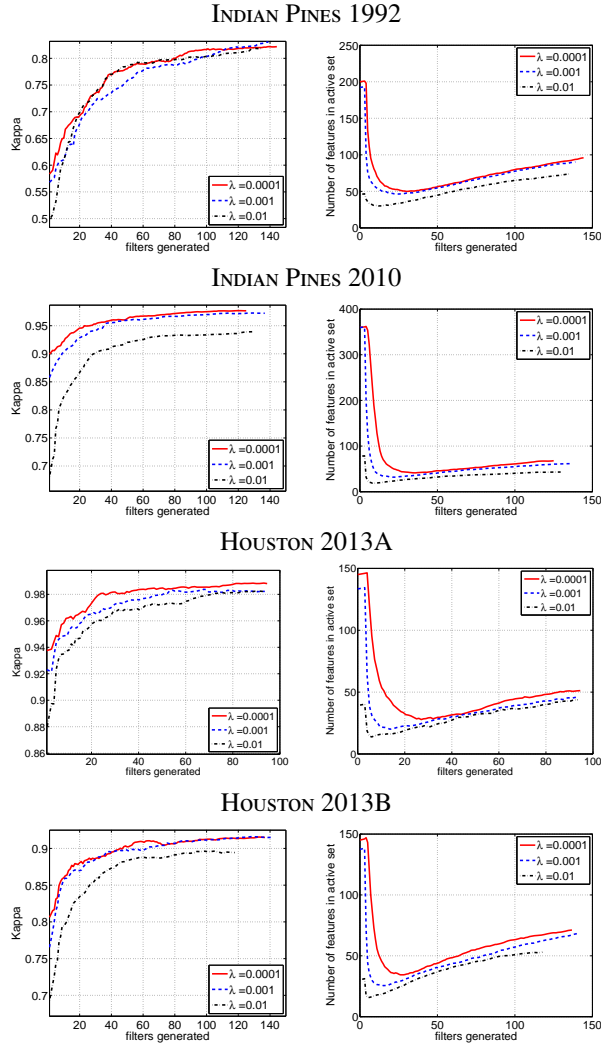 INDIAN PINES 1992
Kappa
0.8
0.75
0.7
0.65
0.6
0.55
0.5
20 40 60 80 100 120 140
filters generated
λ =0.0001
λ =0.001
λ =0.01
Number of features in active set
250
200
150
100
50
0
0 50 100 150
filters generated
λ =0.0001
λ =0.001
λ =0.01
INDIAN PINES 2010
Kappa
0.95
0.9
0.85
0.8
0.75
0.7
20 40 60 80 100 120 140
filters generated
λ =0.0001
λ =0.001
λ =0.01
Number of features in active set
400
300
200
100
0
0 50 100 150
filters generated
λ =0.0001
λ =0.001
λ =0.01
HOUSTON 2013A
Kappa
0.98
0.96
0.94
0.92
0.9
0.88
0.86
20 40 60 80 100
filters generated
λ =0.0001
λ =0.001
λ =0.01
Number of features in active set
150
100
50
0
0 20 40 60 80 100
filters generated
λ =0.0001
λ =0.001
λ =0.01
HOUSTON 2013B
Kappa
0.9
0.85
0.8
0.75
0.7
20 40 60 80 100 120 140
filters generated
λ =0.0001
λ =0.001
λ =0.01
Number of features in active set
150
100
50
0
0 50 100 150
filters generated
λ =0.0001
λ =0.001
λ =0.01